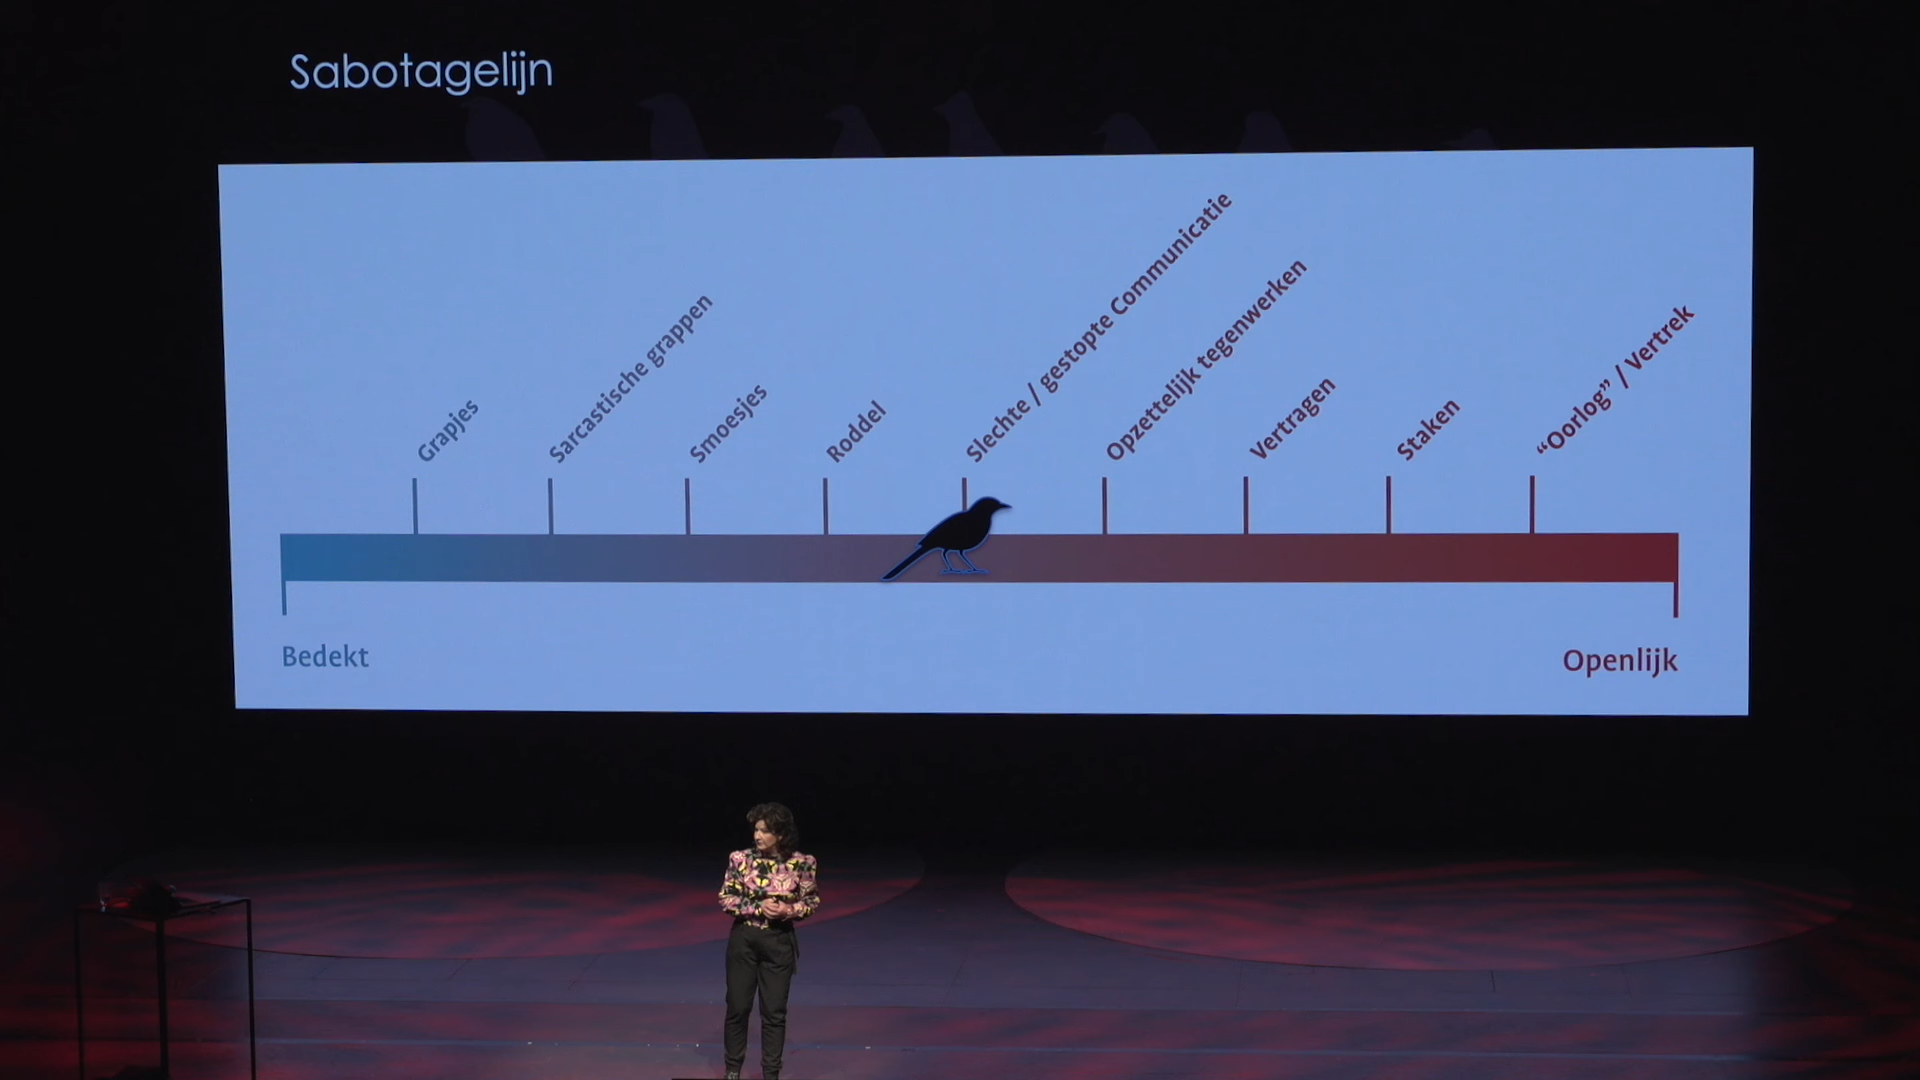 Sabotagelijn
Grapjes
Sarcastische grappen
Smoesjes
Roddel
Slechte / gestopte Communicatie
Opzettelijk tegenwerken
Vertragen
Staken
“Oorlog” / Vertrek
Bedekt
Openlijk